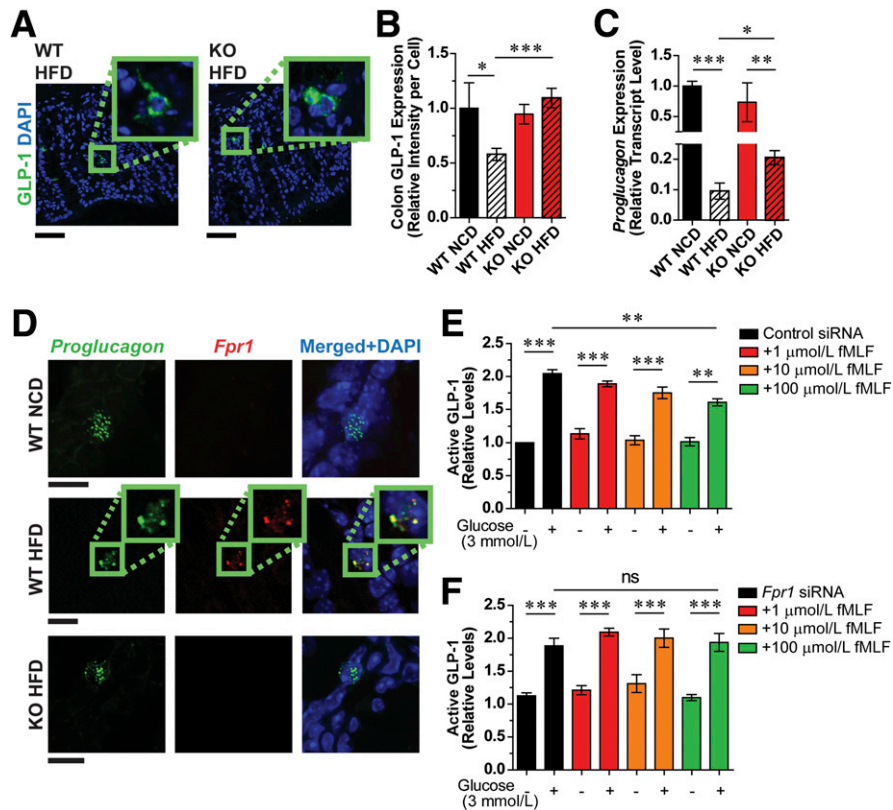 A
WT
HFD
KO
HFD
GLP-1 DAPI
B
Colon GLP-1 Expression
(Relative Intensity per Cell)
1.5
1.0
0.5
0.0
*
***
WT NCD
WT HFD
KO NCD
KO HFD
C
Proglucagon Expression
(Relative Transcript Level)
1.5
1.0
0.5
0.2
0.1
0.0
***
*
**
WT NCD
WT HFD
KO NCD
KO HFD
D
Proglucagon
Fpr1
Merged+DAPI
WT NCD
WT HFD
KO HFD
E
Active GLP-1
(Relative Levels)
2.5
2.0
1.5
1.0
0.5
0.0
**
*** *** *** **
Glucose - + - + - + - +
(3 mmol/L)
Control siRNA
+1 μmol/L fMLF
+10 μmol/L fMLF
+100 μmol/L fMLF
F
Active GLP-1
(Relative Levels)
2.5
2.0
1.5
1.0
0.5
0.0
ns
*** *** *** ***
Glucose - + - + - + - +
(3 mmol/L)
Fpr1 siRNA
+1 μmol/L fMLF
+10 μmol/L fMLF
+100 μmol/L fMLF